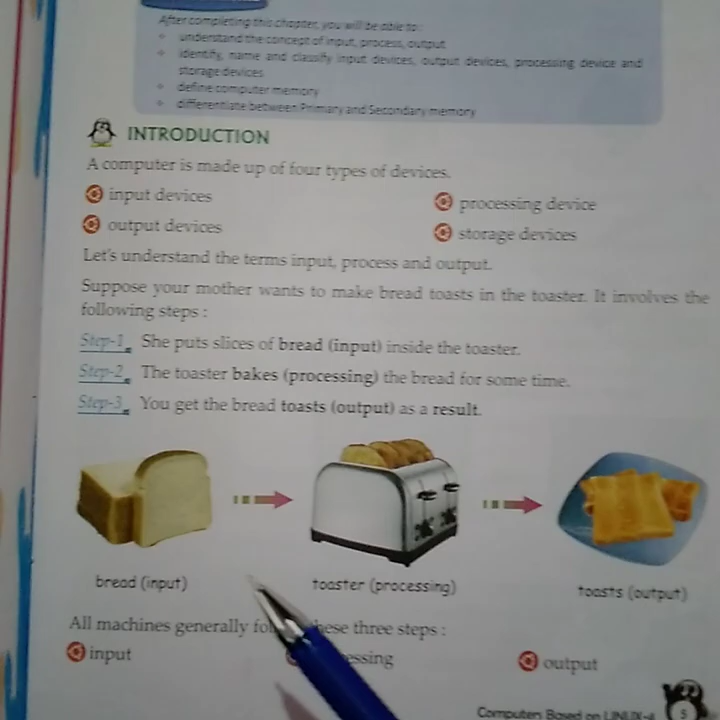 After completing this chapter, you will be able to:
understand the concept of input, process, output
identify, name and classify input devices, output devices, processing device and
storage devices
define computer memory
differentiate between Primary and Secondary memory
INTRODUCTION
A computer is made up of four types of devices.
input devices
processing device
output devices
storage devices
Let's understand the terms input, process and output.
Suppose your mother wants to make bread toasts in the toaster. It involves the
following steps :
Step-1 She puts slices of bread (input) inside the toaster.
Step-2 The toaster bakes (processing) the bread for some time.
Step-3 You get the bread toasts (output) as a result.
bread (input)
toaster (processing)
toasts (output)
All machines generally fol these three steps :
input
essing
output
Computers Based on LINUX-4
5